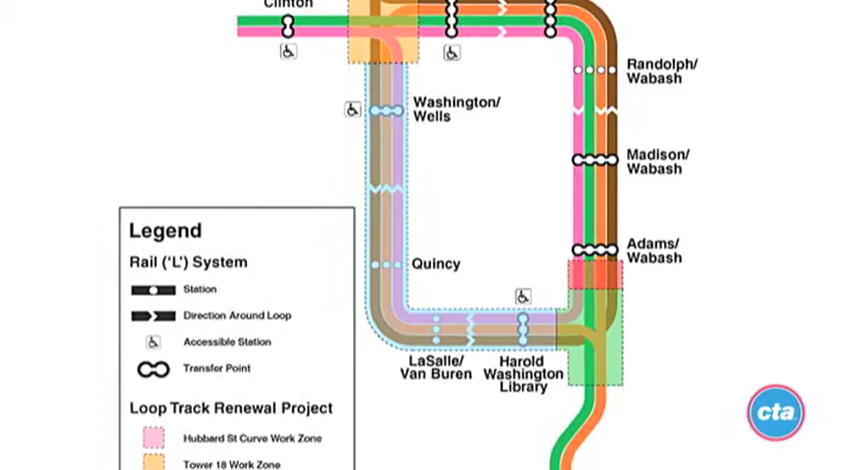 Clinton
Randolph/
Wabash
Washington/
Wells
Madison/
Wabash
Adams/
Wabash
Quincy
LaSalle/
Van Buren
Harold
Washington
Library
Legend
Rail (‘L’) System
Station
Direction Around Loop
Accessible Station
Transfer Point
Loop Track Renewal Project
Hubbard St Curve Work Zone
Tower 18 Work Zone
cta